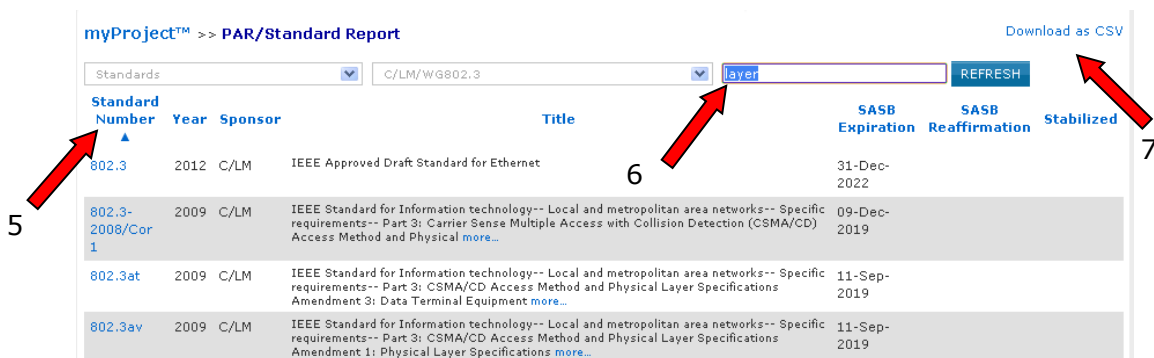 myProject™ >> PAR/Standard Report
Download as CSV
Standards
C/LM/WG802.3
layer
REFRESH
Standard
Number
Year
Sponsor
Title
SASB
Expiration
SASB
Reaffirmation
Stabilized
802.3
2012
C/LM
IEEE Approved Draft Standard for Ethernet
31-Dec-
2022
802.3-
2008/Cor
1
2009
C/LM
IEEE Standard for Information technology-- Local and metropolitan area networks-- Specific
requirements-- Part 3: Carrier Sense Multiple Access with Collision Detection (CSMA/CD)
Access Method and Physical more...
09-Dec-
2019
802.3at
2009
C/LM
IEEE Standard for Information technology-- Local and metropolitan area networks-- Specific
requirements-- Part 3: CSMA/CD Access Method and Physical Layer Specifications
Amendment 3: Data Terminal Equipment more...
11-Sep-
2019
802.3av
2009
C/LM
IEEE Standard for Information technology-- Local and metropolitan area networks-- Specific
requirements-- Part 3: CSMA/CD Access Method and Physical Layer Specifications
Amendment 1: Physical Layer Specifications more...
11-Sep-
2019
5
6
7